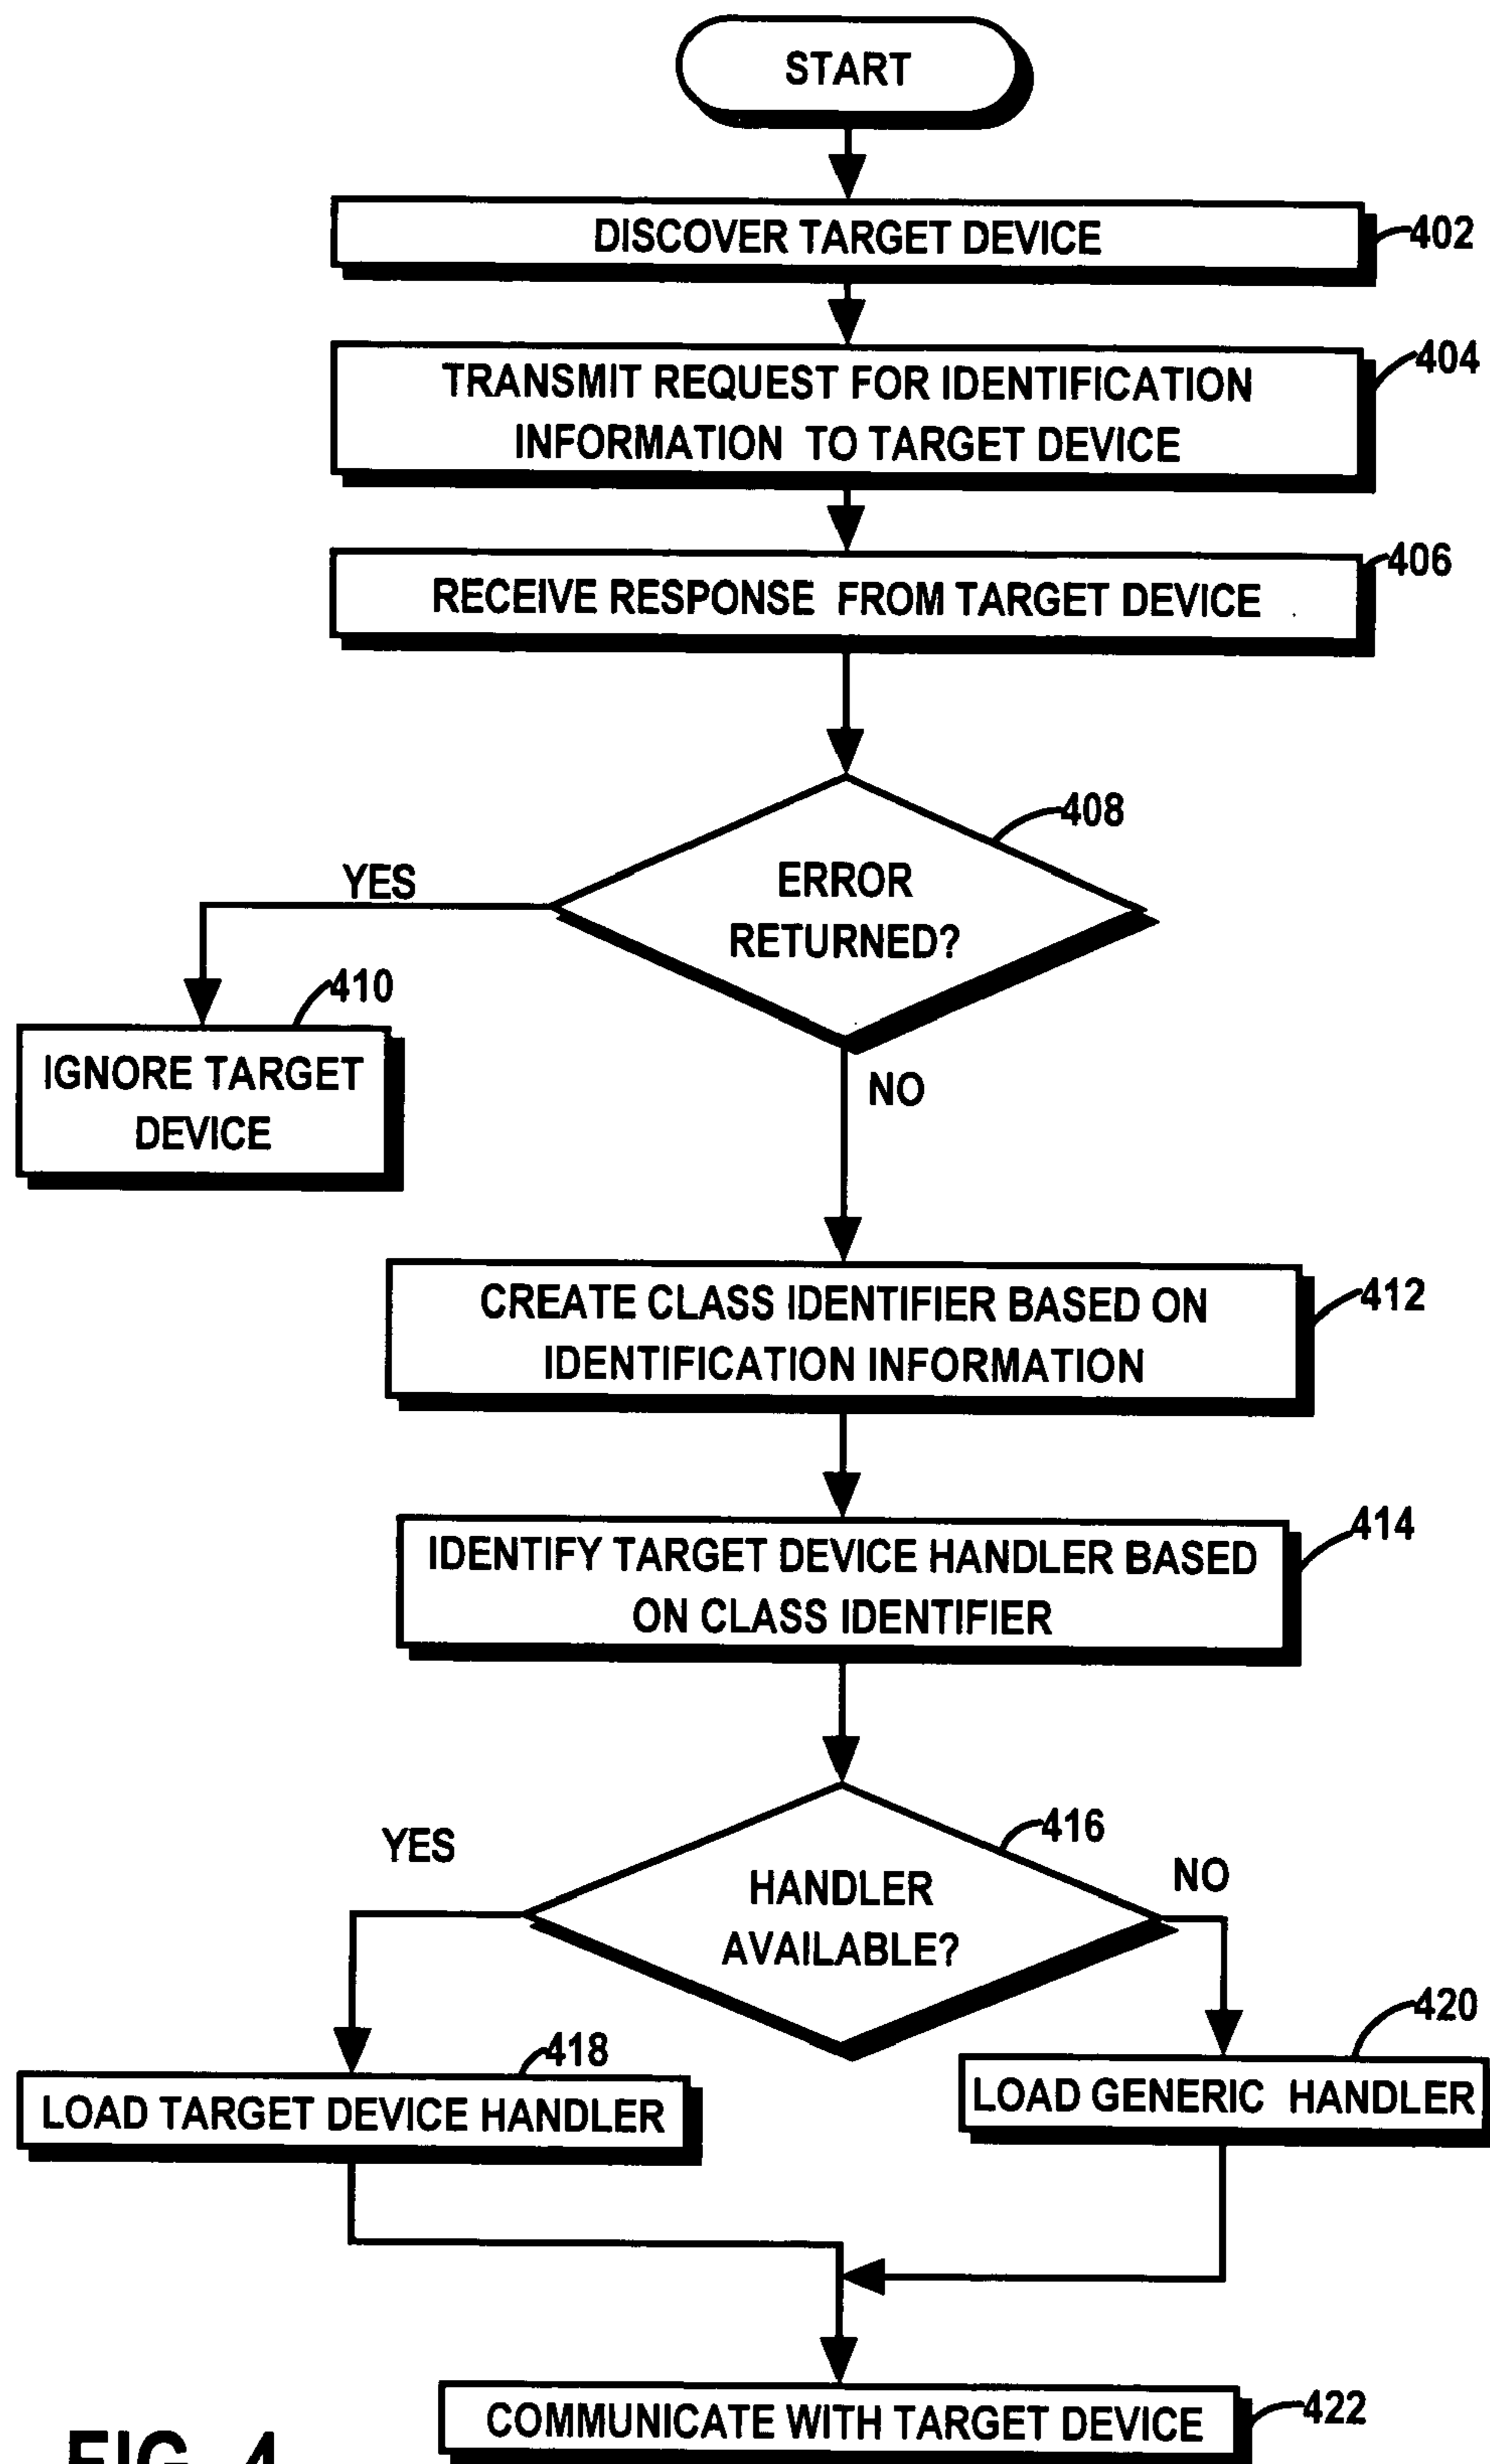 START
DISCOVER TARGET DEVICE
402
TRANSMIT REQUEST FOR IDENTIFICATION
INFORMATION TO TARGET DEVICE
404
RECEIVE RESPONSE FROM TARGET DEVICE
406
408
ERROR
RETURNED?
YES
410
IGNORE TARGET
DEVICE
NO
CREATE CLASS IDENTIFIER BASED ON
IDENTIFICATION INFORMATION
412
IDENTIFY TARGET DEVICE HANDLER BASED
ON CLASS IDENTIFIER
414
416
YES
HANDLER
AVAILABLE?
NO
418
LOAD TARGET DEVICE HANDLER
420
LOAD GENERIC HANDLER
COMMUNICATE WITH TARGET DEVICE
422
FIG. 4